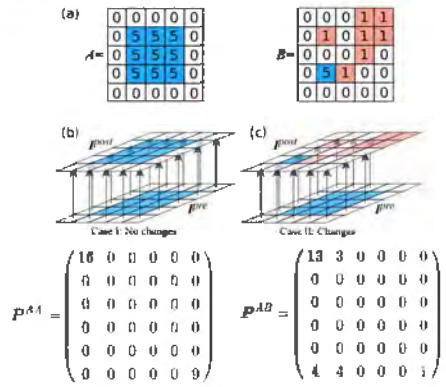 (a)
0 0 0 0 0 0 0 0 1 1
0 5 5 5 0 0 1 0 1 1
A= 0 5 5 5 0 B= 0 0 0 1 0
0 5 5 5 0 0 5 1 0 0
0 0 0 0 0 0 0 0 0 0
(b) (c)
I^post I^post
I^pre I^pre
Case I: No changes Case II: Changes
16 0 0 0 0 0 13 3 0 0 0 0
0 0 0 0 0 0 0 0 0 0 0 0
0 0 0 0 0 0 0 0 0 0 0 0
P^AA = P^AB =
0 0 0 0 0 0 0 0 0 0 0 0
0 0 0 0 0 0 0 0 0 0 0 0
0 0 0 0 0 9 4 4 0 0 0 1